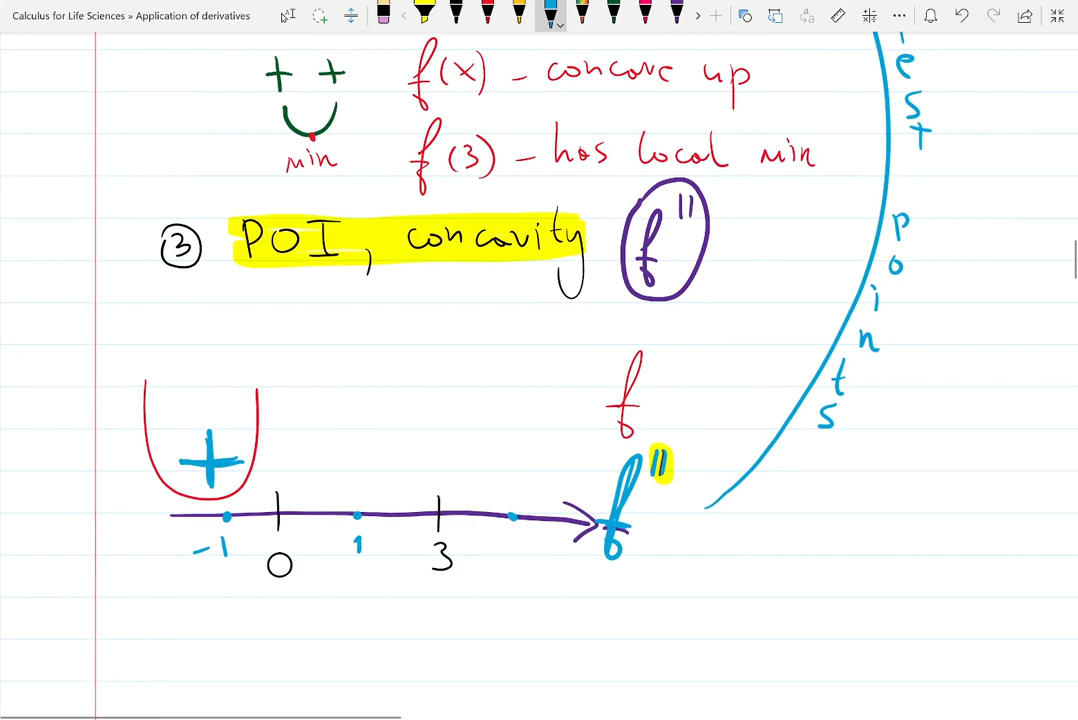 Calculus for Life Sciences » Application of derivatives
+ + f(x) - concave up
min f(3) - has local min
③ POI, concavity f''
f
+ f''
-1 0 1 3
est points